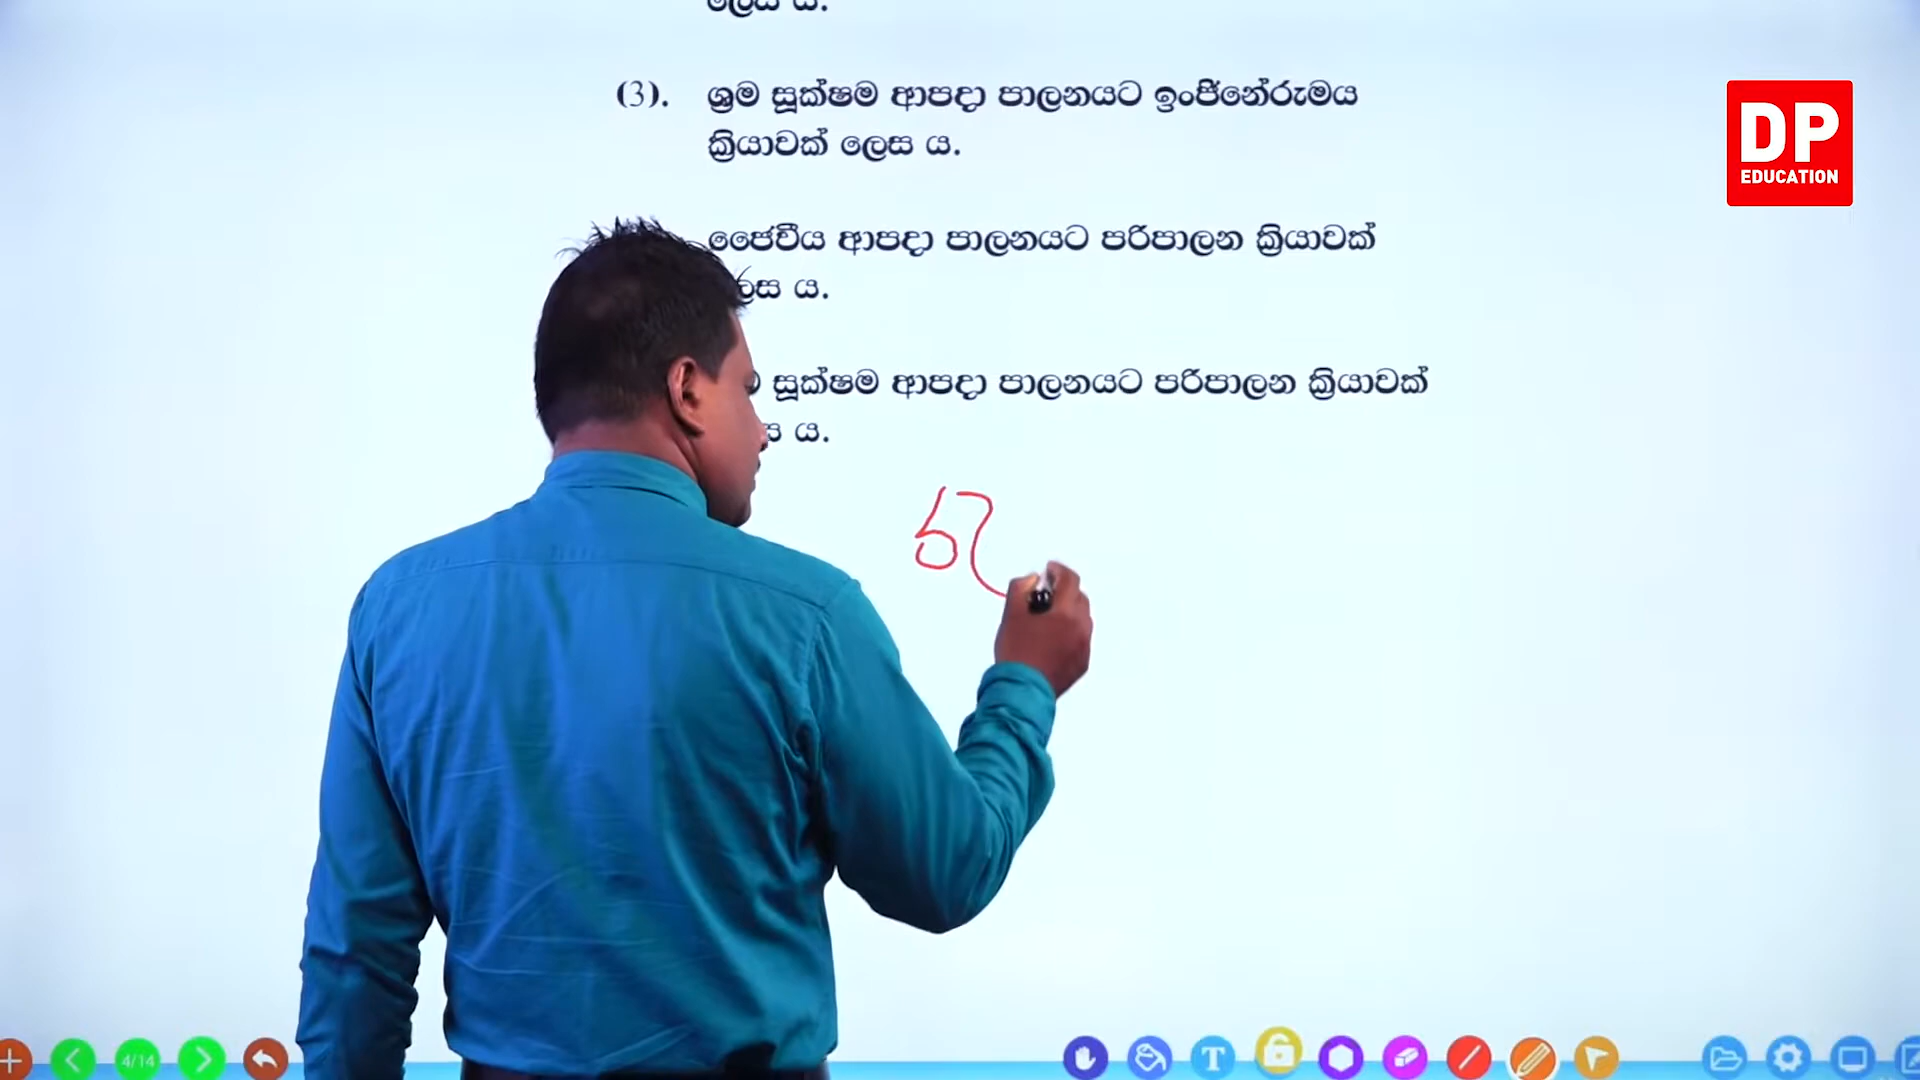 ලෙස ය.
(3). ශ්‍රම සූක්ෂම ආපදා පාලනයට ඉංජිනේරුමය
ක්‍රියාවක් ලෙස ය.
ජෛවීය ආපදා පාලනයට පරිපාලන ක්‍රියාවක්
ලෙස ය.
සූක්ෂම ආපදා පාලනයට පරිපාලන ක්‍රියාවක්
ය.
DP
EDUCATION
4/14
T